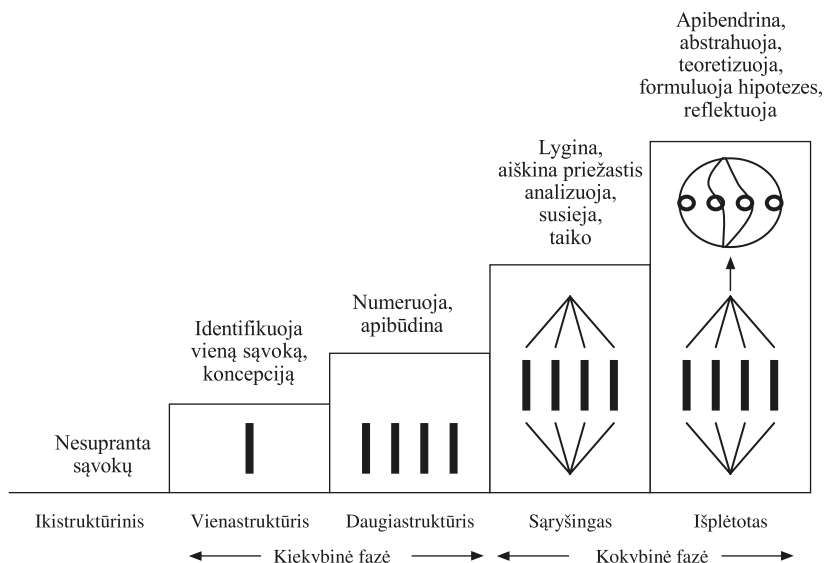 Apibendrina,
abstrahuoja,
teoretizuoja,
formuluoja hipotezes,
reflektuoja
Lygina,
aiškina priežastis
analizuoja,
susieja,
taiko
Numeruoja,
apibūdina
Identifikuoja
vieną sąvoką,
koncepciją
Nesupranta
sąvokų
Ikistruktūrinis
Vienastruktūris
Daugiastruktūris
Sąryšingas
Išplėtotas
Kiekybinė fazė
Kokybinė fazė